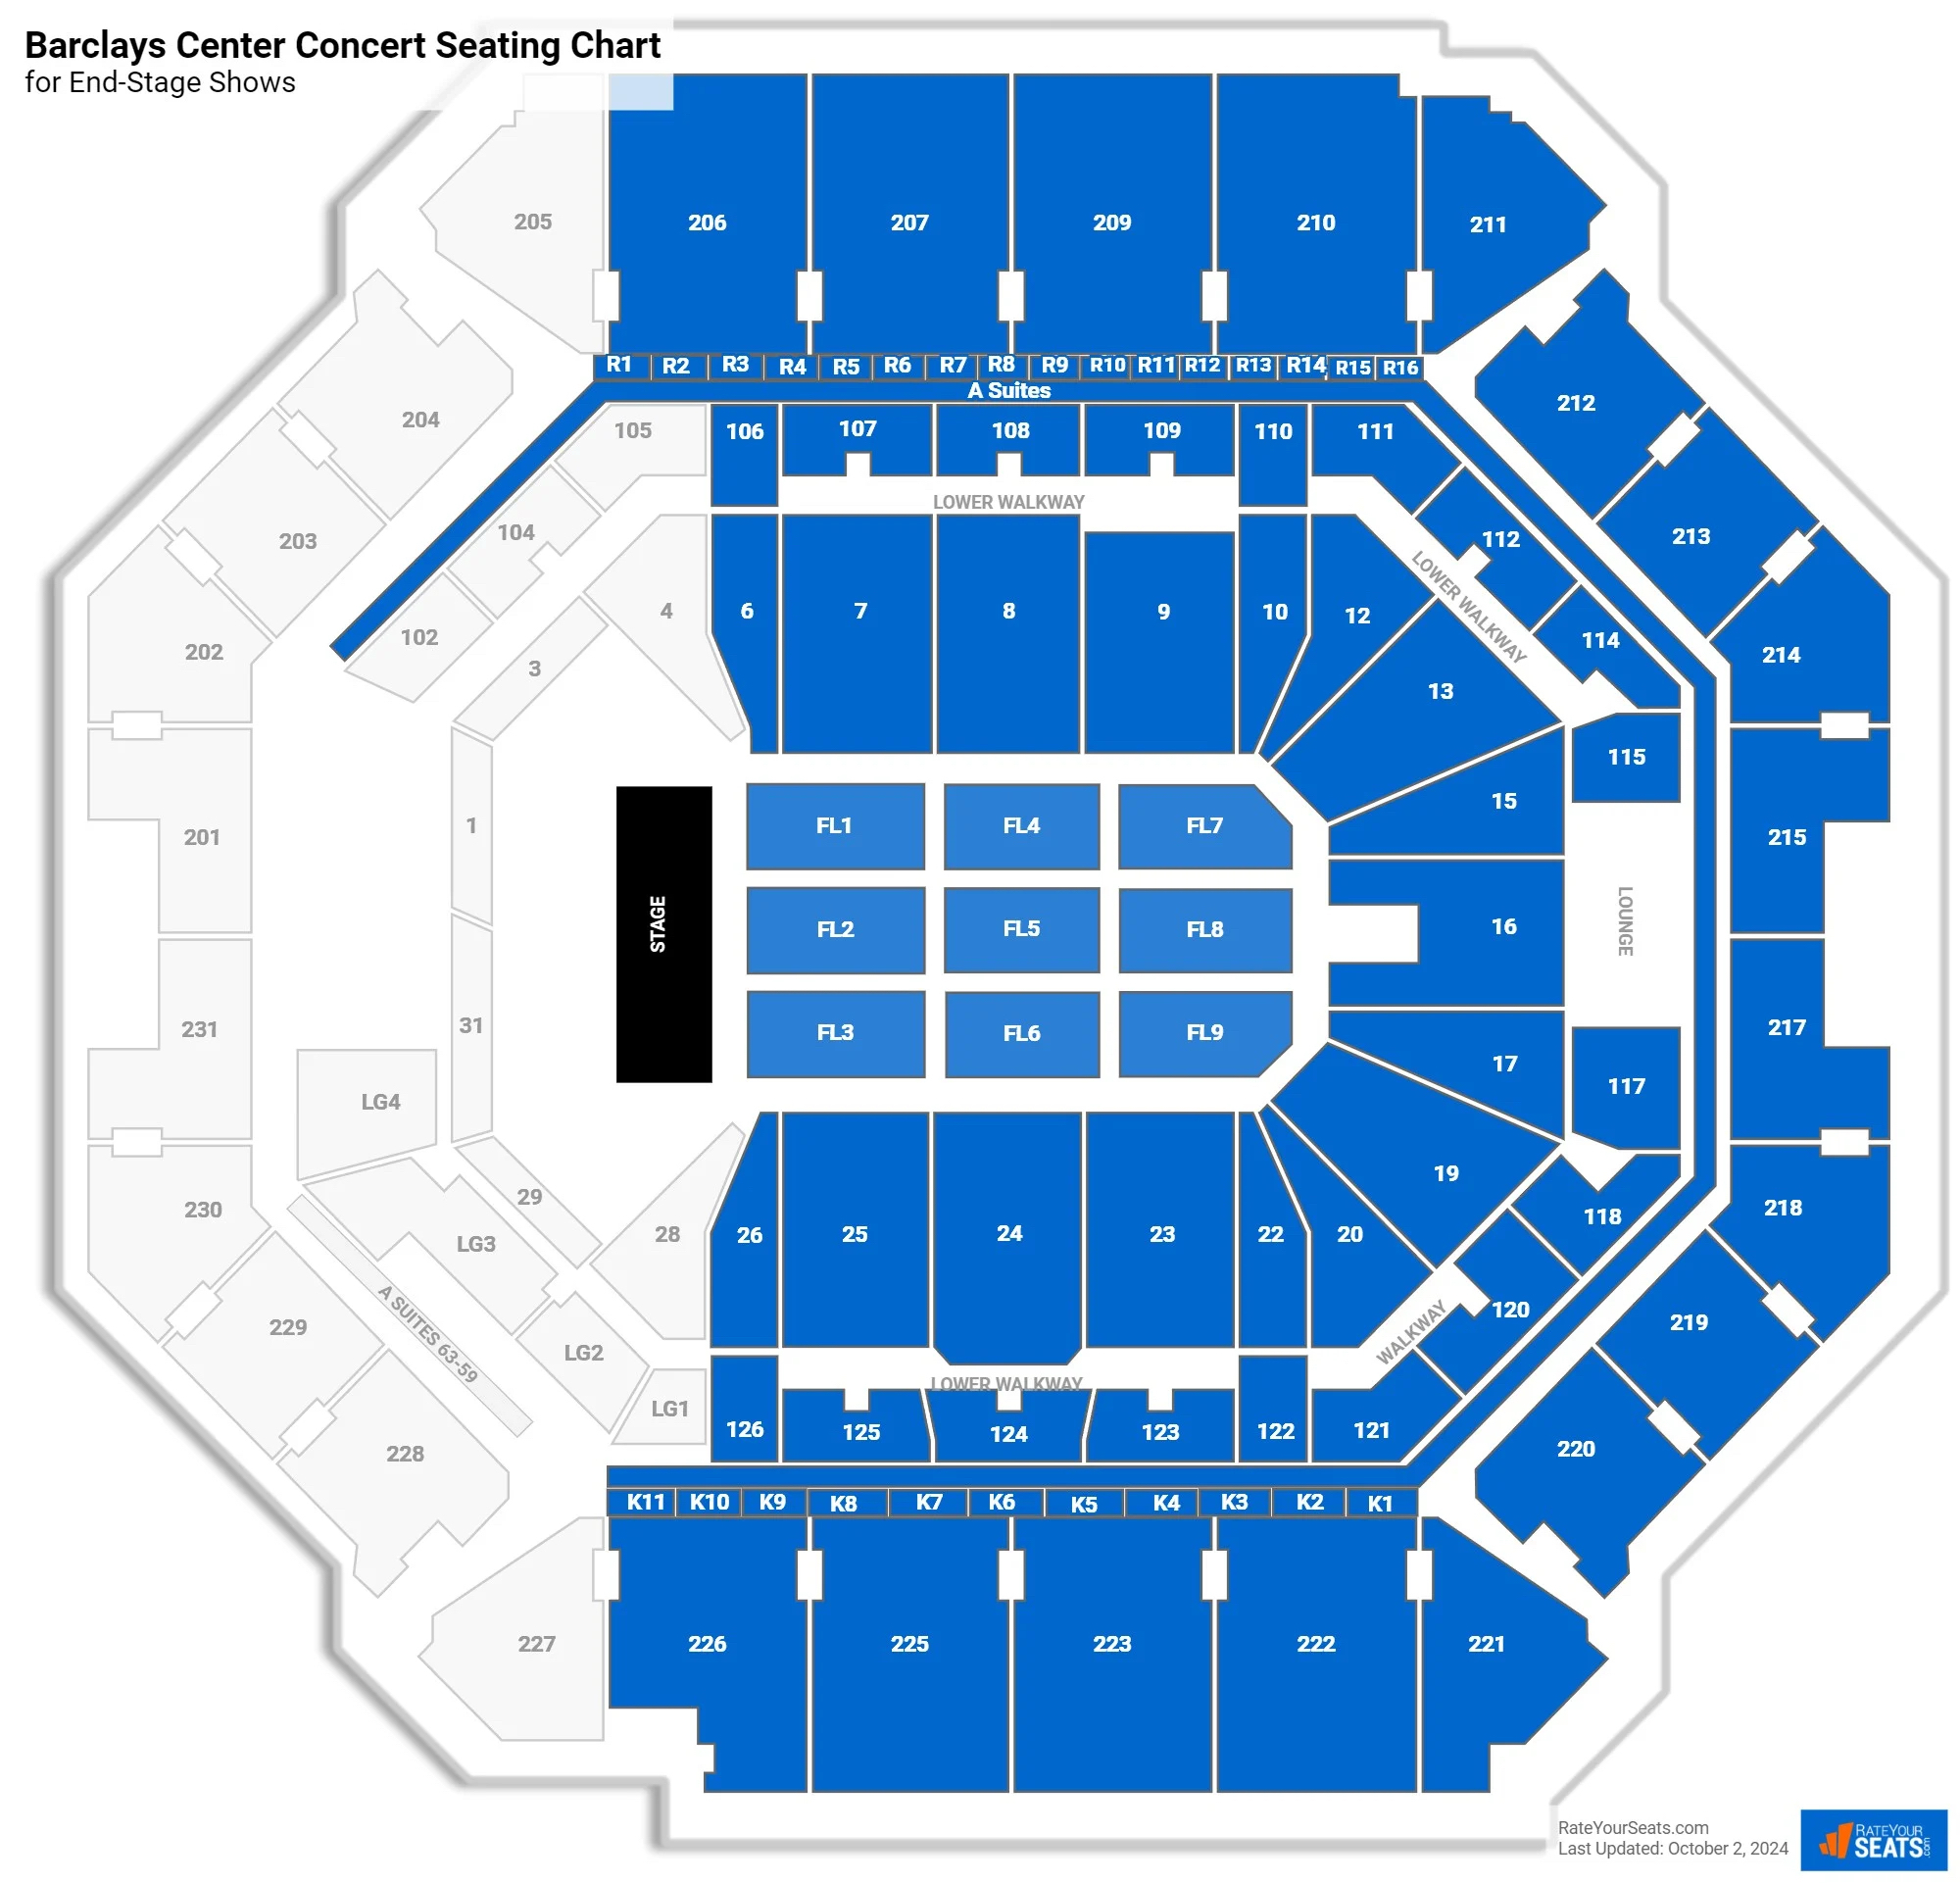 Barclays Center Concert Seating Chart
for End-Stage Shows
205
206
207
209
210
211
204
212
203
213
202
214
201
215
231
217
230
218
229
219
228
220
227
226
225
223
222
221
R1 R2 R3 R4 R5 R6 R7 R8 R9 R10 R11 R12 R13 R14 R15 R16
A Suites
105
106
107
108
109
110
111
104
112
102
114
115
LOWER WALKWAY
LOWER WALKWAY
4
6
7
8
9
10
12
3
13
1
15
31
16
LOUNGE
17
117
STAGE
FL1
FL4
FL7
FL2
FL5
FL8
FL3
FL6
FL9
LG4
29
LG3
28
26
25
24
23
22
20
19
118
120
A SUITES 63-59
LG2
LG1
WALKWAY
LOWER WALKWAY
126
125
124
123
122
121
K11 K10 K9 K8 K7 K6 K5 K4 K3 K2 K1
RateYourSeats.com
Last Updated: October 2, 2024
RATEYOUR
SEATS.com